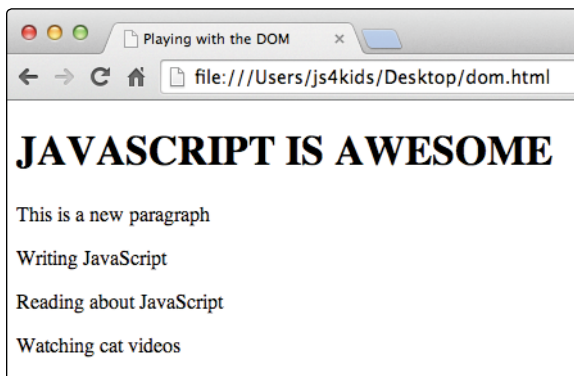 Playing with the DOM
file:///Users/js4kids/Desktop/dom.html
JAVASCRIPT IS AWESOME
This is a new paragraph
Writing JavaScript
Reading about JavaScript
Watching cat videos